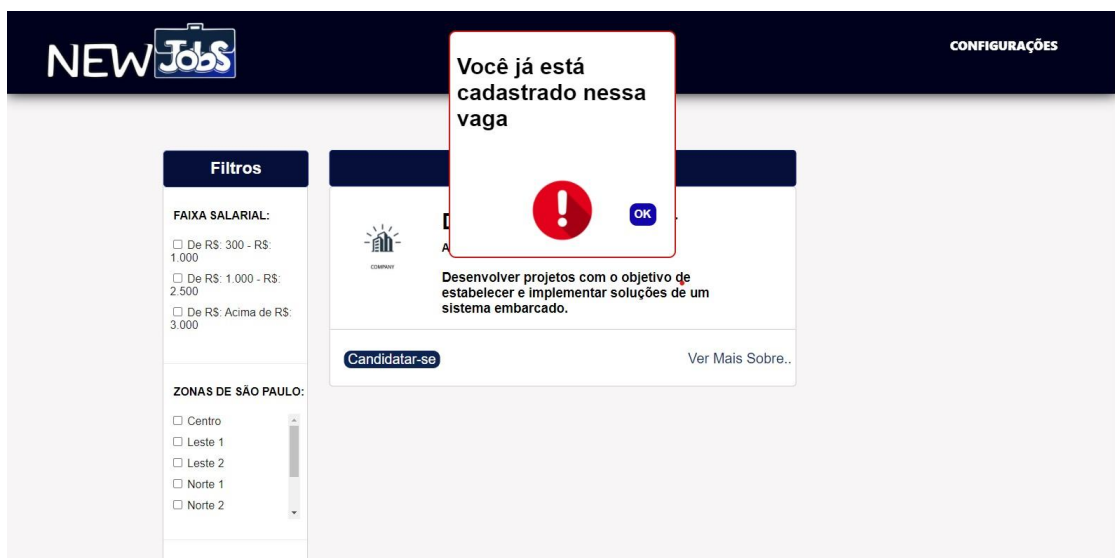 NEW JOBS
CONFIGURAÇÕES
Você já está
cadastrado nessa
vaga
OK
Filtros
FAIXA SALARIAL:
De R$: 300 - R$:
1.000
De R$: 1.000 - R$:
2.500
De R$: Acima de R$:
3.000
ZONAS DE SÃO PAULO:
Centro
Leste 1
Leste 2
Norte 1
Norte 2
COMPANY
Desenvolver projetos com o objetivo de
estabelecer e implementar soluções de um
sistema embarcado.
Candidatar-se
Ver Mais Sobre..